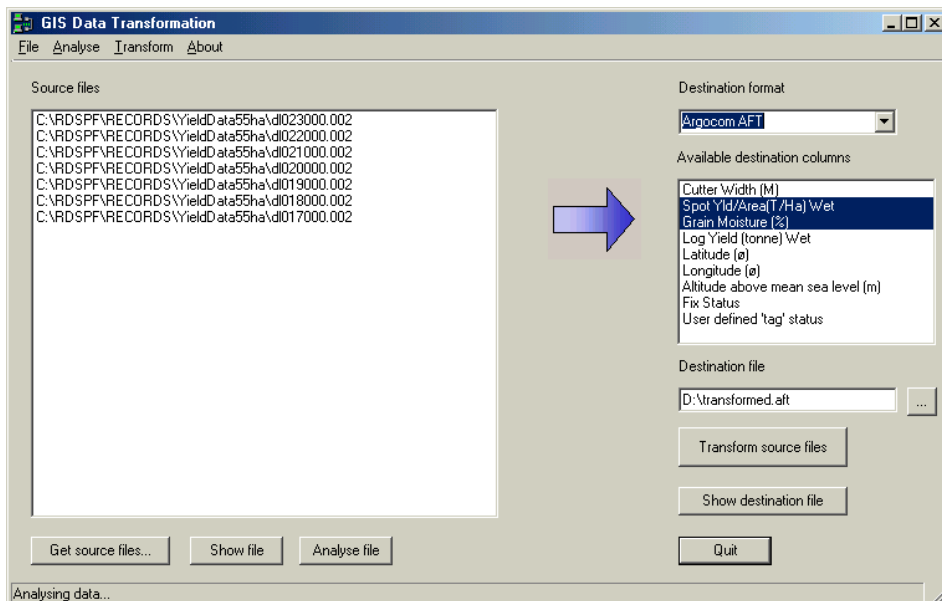 GIS Data Transformation
File Analyse Transform About
Source files
C:\RDSPF\RECORDS\YieldData55ha\dl023000.002
C:\RDSPF\RECORDS\YieldData55ha\dl022000.002
C:\RDSPF\RECORDS\YieldData55ha\dl021000.002
C:\RDSPF\RECORDS\YieldData55ha\dl020000.002
C:\RDSPF\RECORDS\YieldData55ha\dl019000.002
C:\RDSPF\RECORDS\YieldData55ha\dl018000.002
C:\RDSPF\RECORDS\YieldData55ha\dl017000.002
Get source files...
Show file
Analyse file
Destination format
Argocom AFT
Available destination columns
Cutter Width (M)
Spot Yld/Area(T/Ha) Wet
Grain Moisture (%)
Log Yield (tonne) Wet
Latitude (ø)
Longitude (ø)
Altitude above mean sea level (m)
Fix Status
User defined 'tag' status
Destination file
D:\transformed.aft
...
Transform source files
Show destination file
Quit
Analysing data...